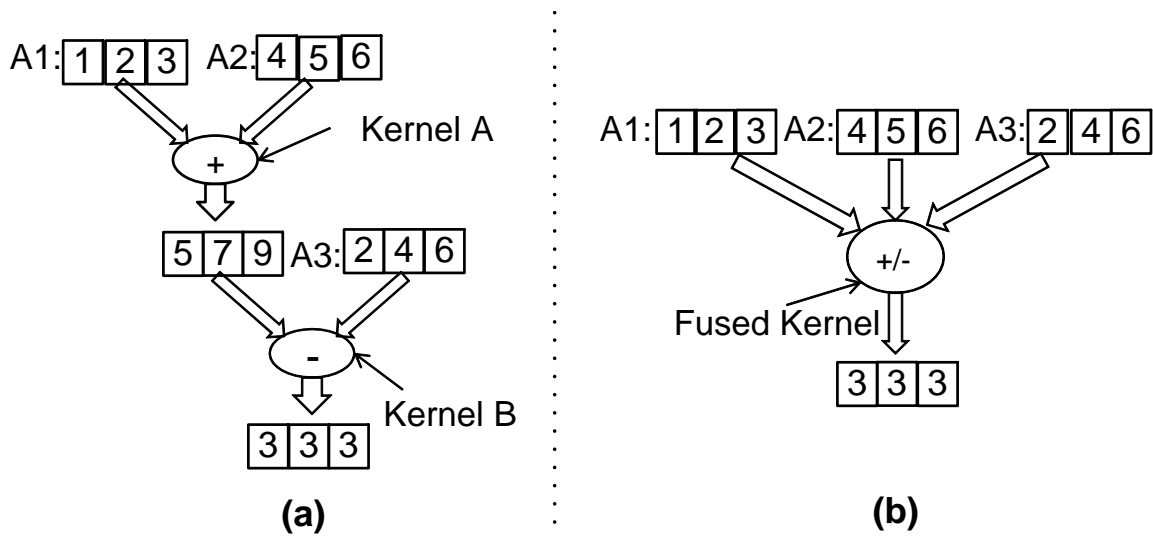 A1: 1 2 3 A2: 4 5 6
Kernel A
+
5 7 9 A3: 2 4 6
-
Kernel B
3 3 3
(a)
A1: 1 2 3 A2: 4 5 6 A3: 2 4 6
+/-
Fused Kernel
3 3 3
(b)